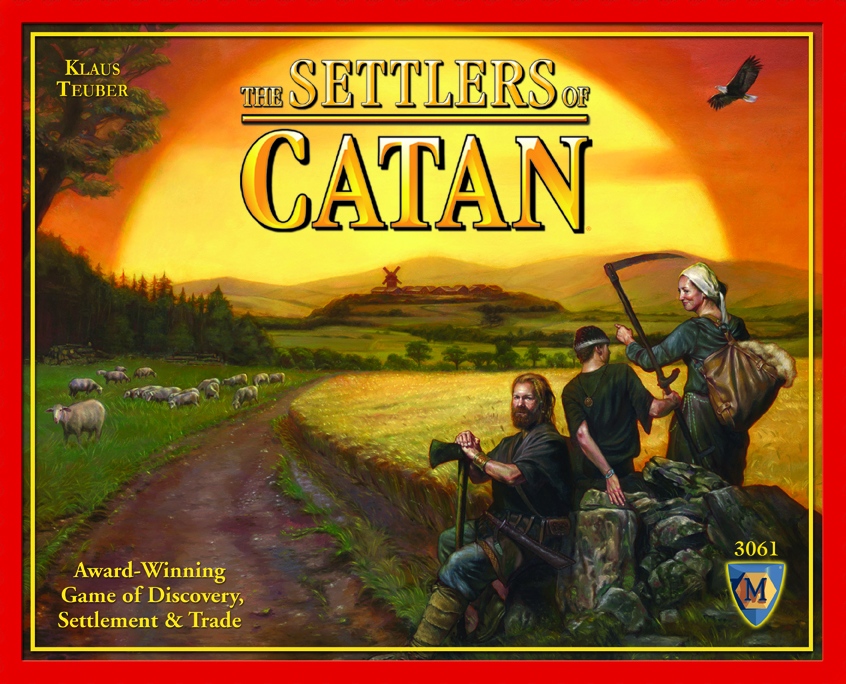 KLAUS
TEUBER
THE SETTLERS OF
CATAN
Award-Winning
Game of Discovery,
Settlement & Trade
3061
M